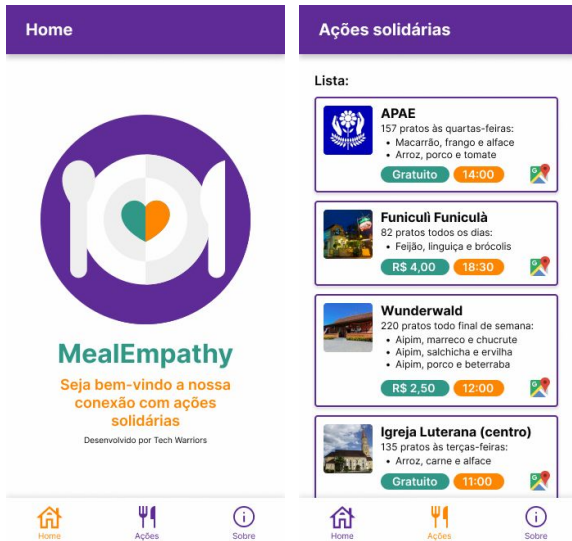 Home
MealEmpathy
Seja bem-vindo a nossa
conexão com ações
solidárias
Desenvolvido por Tech Warriors
Home
Ações
Sobre
Ações solidárias
Lista:
APAE
157 pratos às quartas-feiras:
• Macarrão, frango e alface
• Arroz, porco e tomate
Gratuito 14:00
Funiculì Funiculà
82 pratos todos os dias:
• Feijão, linguiça e brócolis
R$ 4,00 18:30
Wunderwald
220 pratos todo final de semana:
• Aipim, marreco e chucrute
• Aipim, salchicha e ervilha
• Aipim, porco e beterraba
R$ 2,50 12:00
Igreja Luterana (centro)
135 pratos às terças-feiras:
• Arroz, carne e alface
Gratuito 11:00
Home
Ações
Sobre